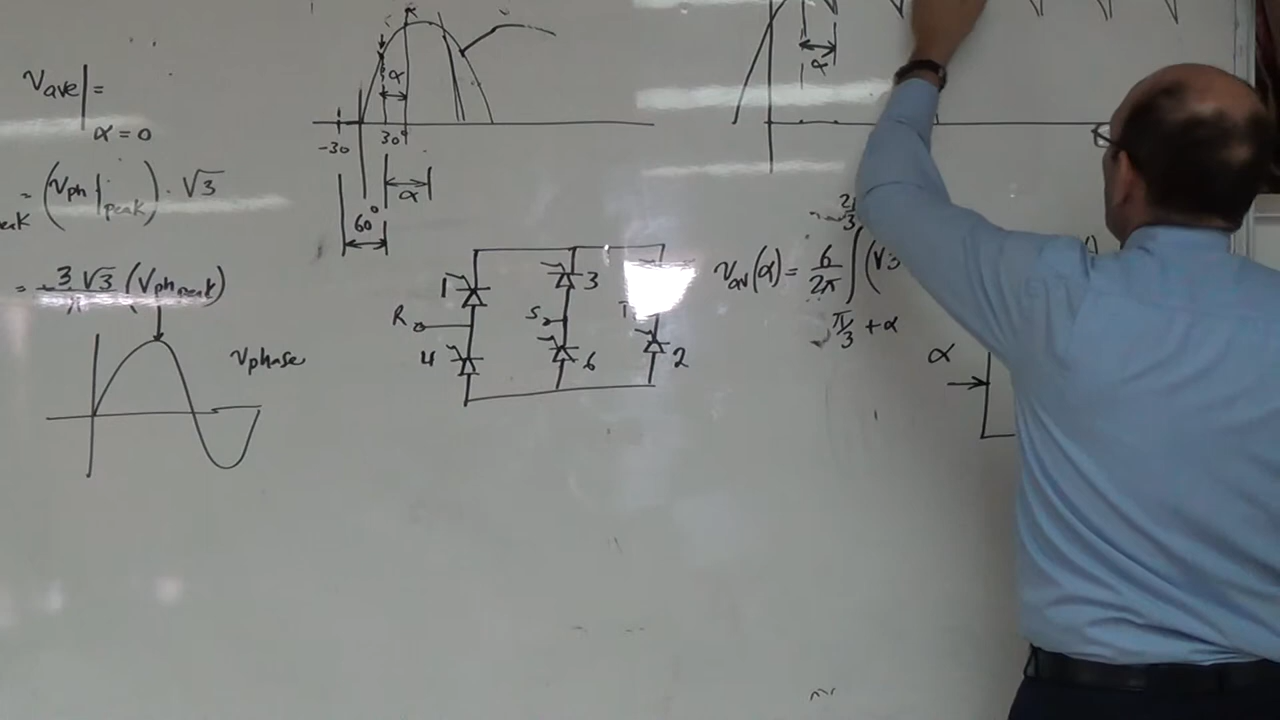 Vave| =
α = 0
= (Vph|peak) · √3
= 3√3 (Vph peak)
π
Vphase
α
-30
30°
α
60°
1
3
R
S
4
6
2
α
Vav(α) = 6/2π ∫ (√3
π/3 + α
α